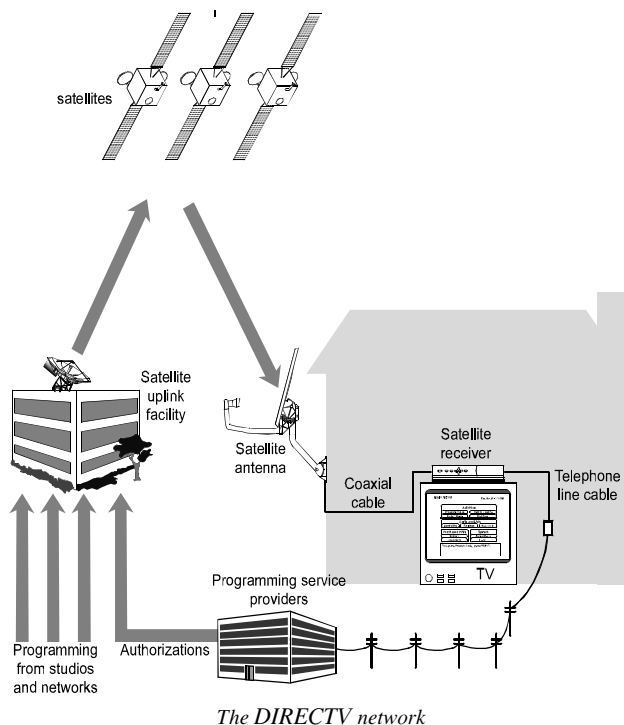 satellites
Satellite
uplink
facility
Satellite
antenna
Satellite
receiver
Coaxial
cable
Telephone
line cable
TV
Programming service
providers
Programming
from studios
and networks
Authorizations
The DIRECTV network